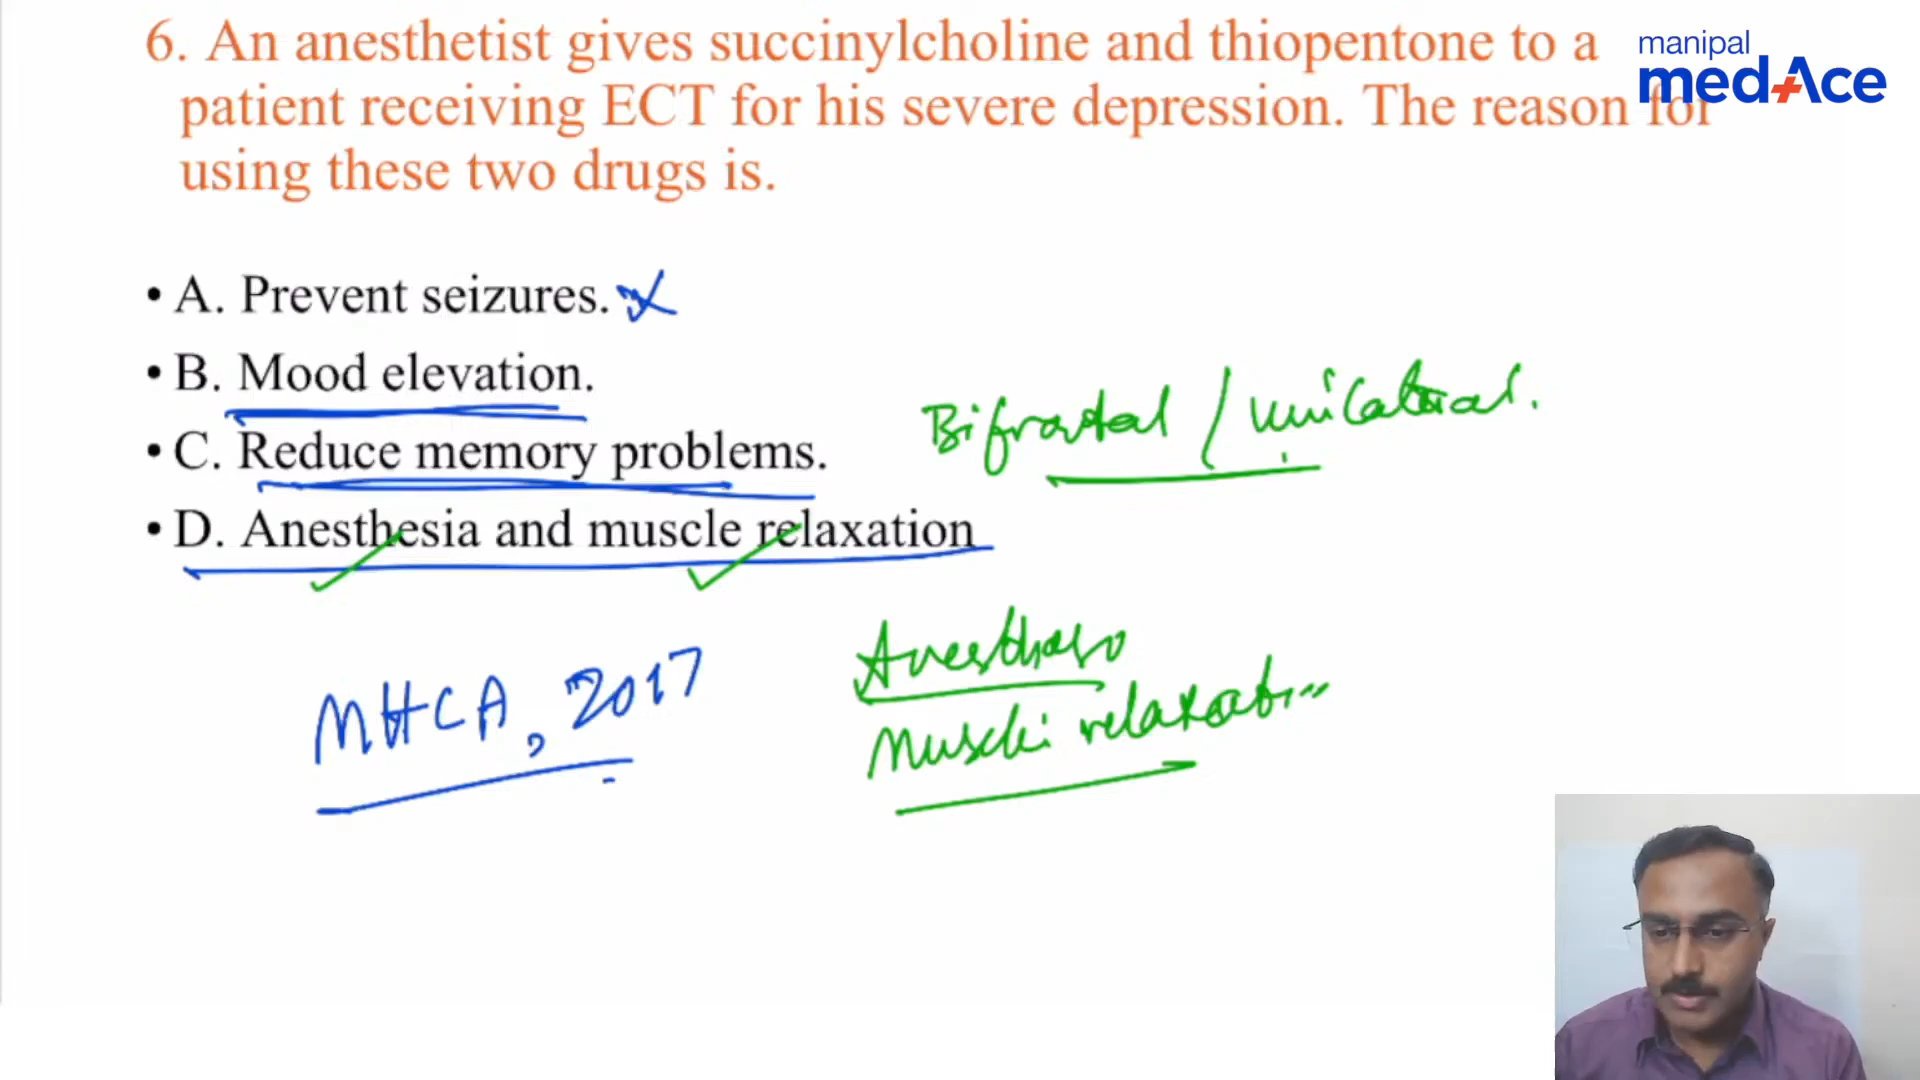 6. An anesthetist gives succinylcholine and thiopentone to a
patient receiving ECT for his severe depression. The reason for
using these two drugs is.
manipal
medAce
• A. Prevent seizures.
• B. Mood elevation.
• C. Reduce memory problems.
• D. Anesthesia and muscle relaxation
Bifrontal / Unilateral.
MHCA, 2017
muscle relaxation